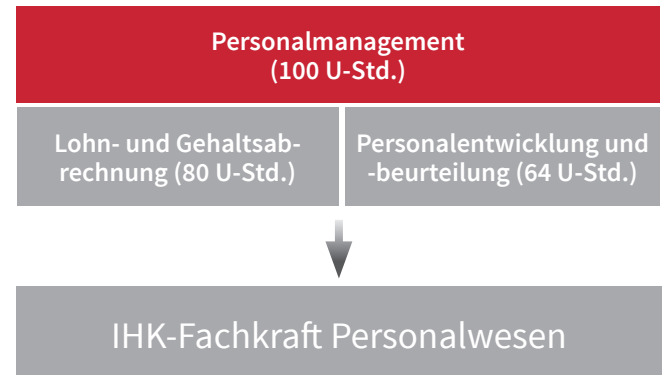 Personalmanagement
(100 U-Std.)
Lohn- und Gehaltsab-
rechnung (80 U-Std.)
Personalentwicklung und
-beurteilung (64 U-Std.)
IHK-Fachkraft Personalwesen